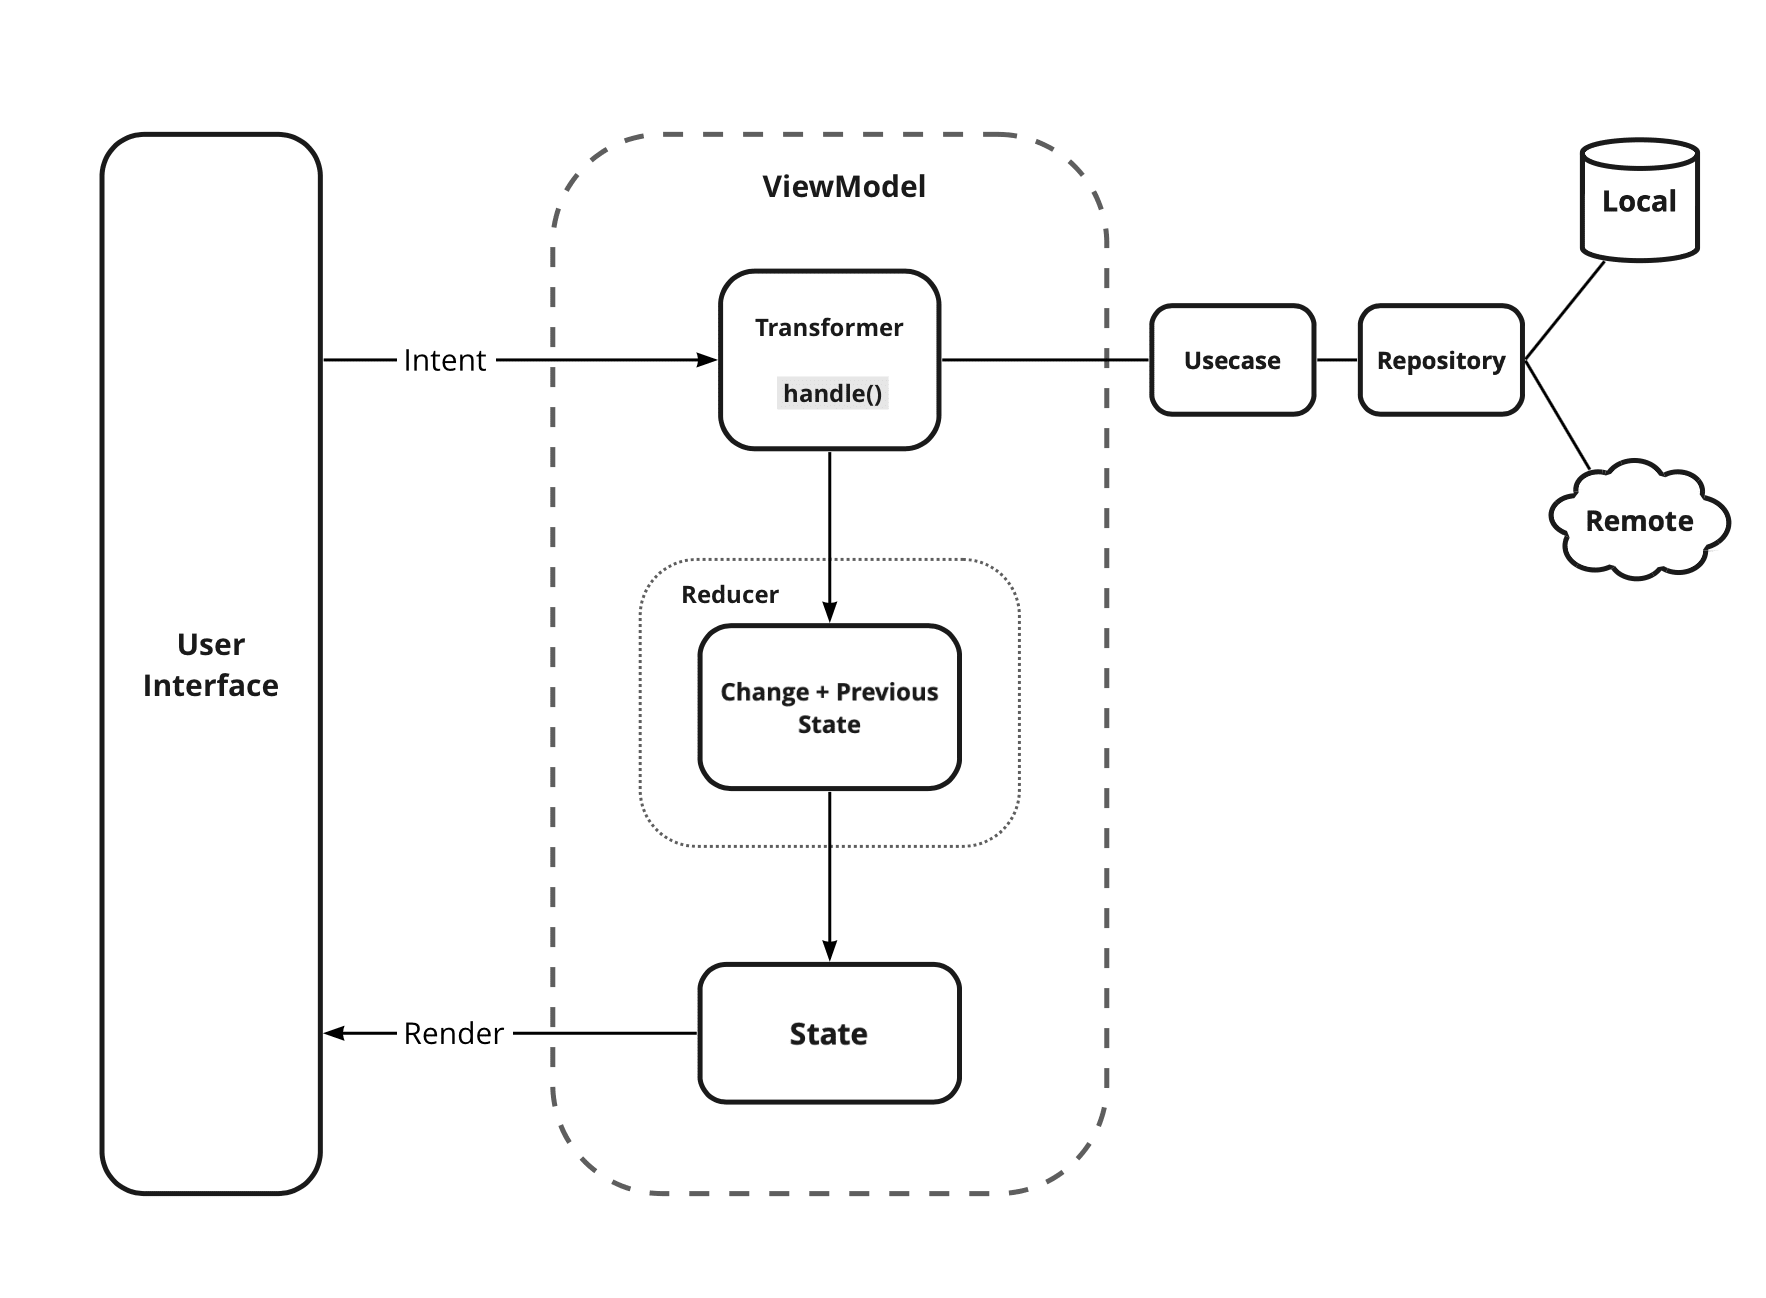 ViewModel
Local
Transformer
handle()
Intent
Usecase
Repository
Remote
Reducer
User
Interface
Change + Previous
State
Render
State